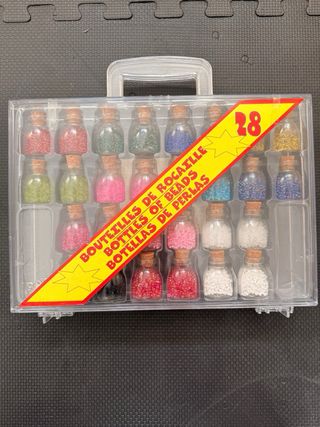 28
BOUTEILLES DE ROCAILLE
BOTTLES OF BEADS
BOTELLAS DE PERLAS